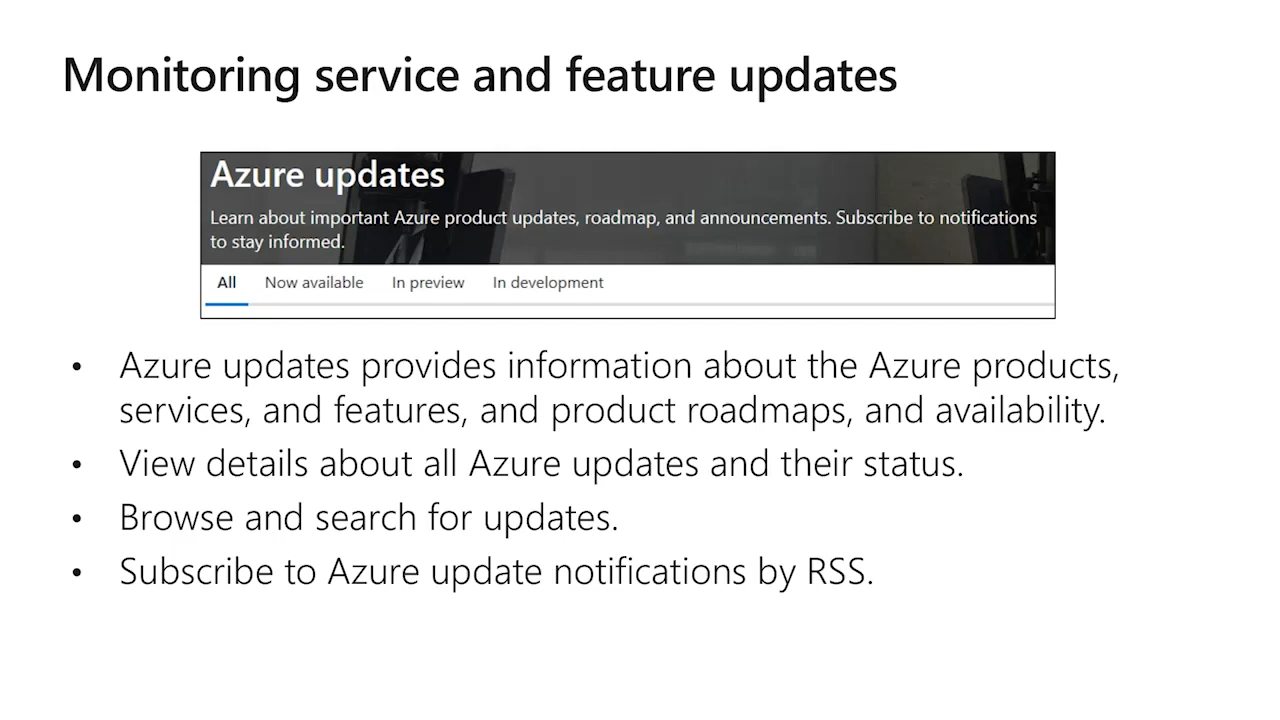 Monitoring service and feature updates
Azure updates
Learn about important Azure product updates, roadmap, and announcements. Subscribe to notifications
to stay informed.
All Now available In preview In development
• Azure updates provides information about the Azure products,
services, and features, and product roadmaps, and availability.
• View details about all Azure updates and their status.
• Browse and search for updates.
• Subscribe to Azure update notifications by RSS.